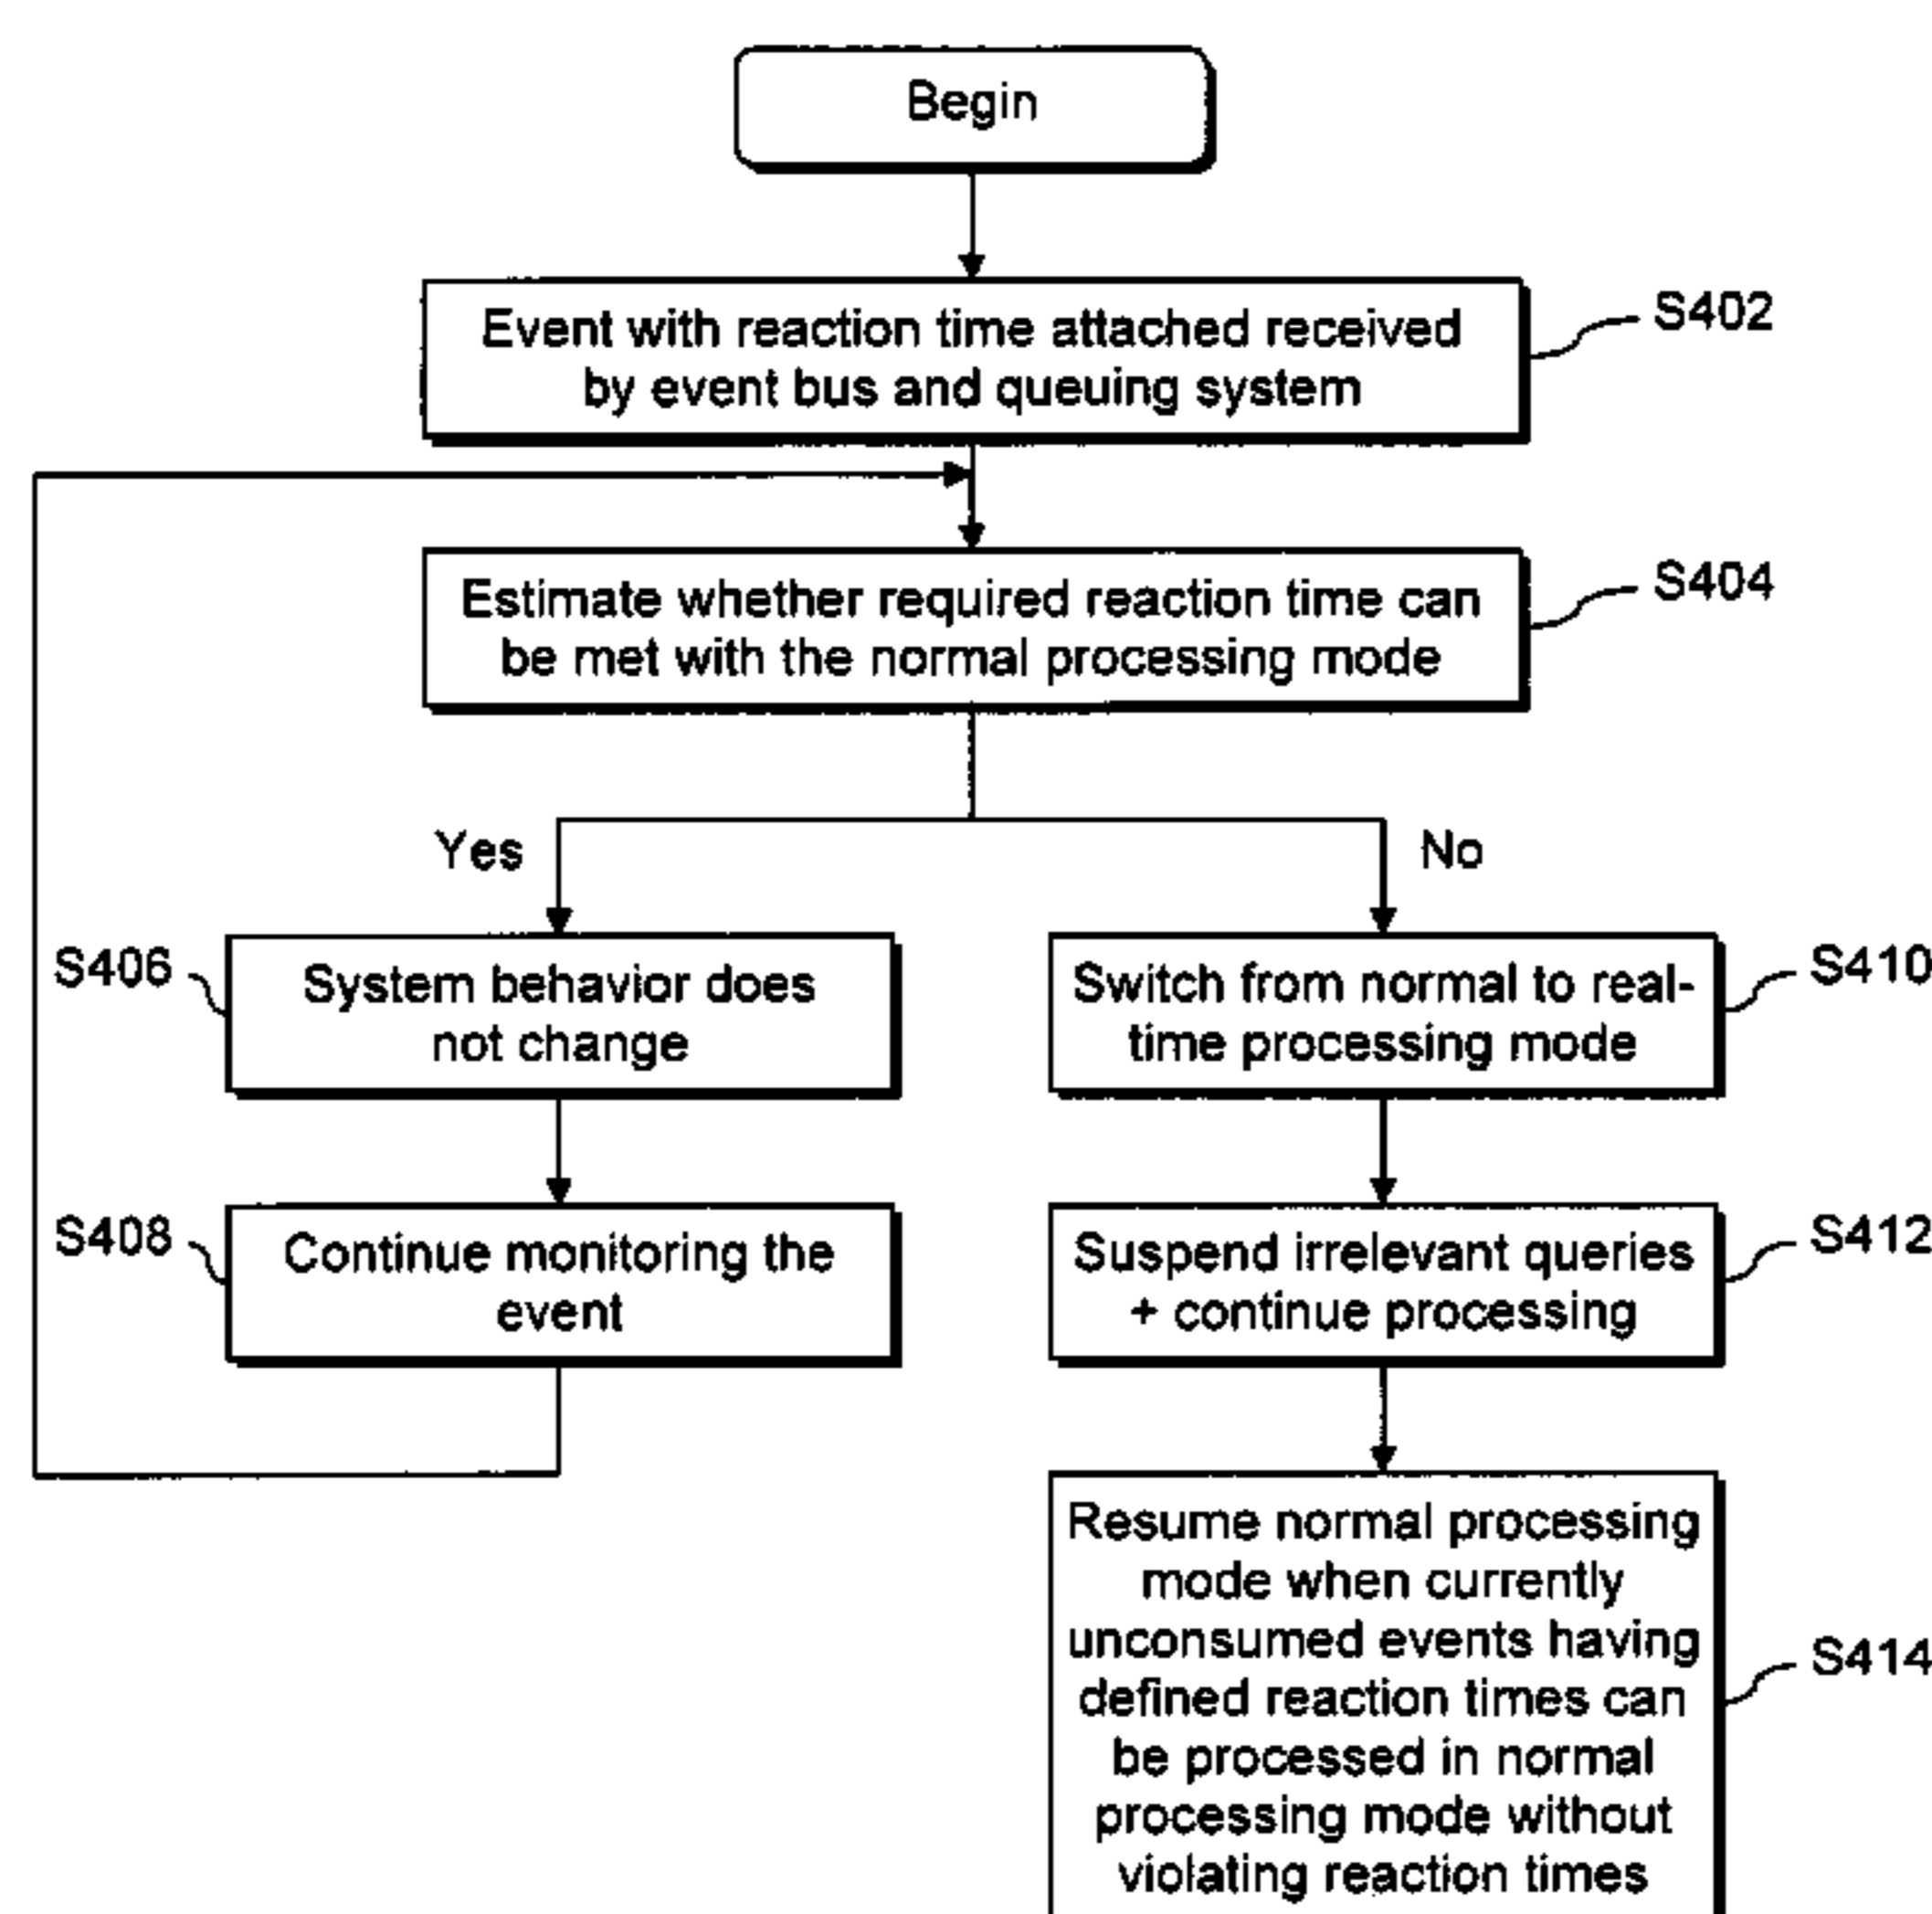 Begin
Event with reaction time attached received
by event bus and queuing system
S402
Estimate whether required reaction time can
be met with the normal processing mode
S404
Yes
No
S406
System behavior does
not change
Switch from normal to real-
time processing mode
S410
S408
Continue monitoring the
event
Suspend irrelevant queries
+ continue processing
S412
Resume normal processing
mode when currently
unconsumed events having
defined reaction times can
be processed in normal
processing mode without
violating reaction times
S414